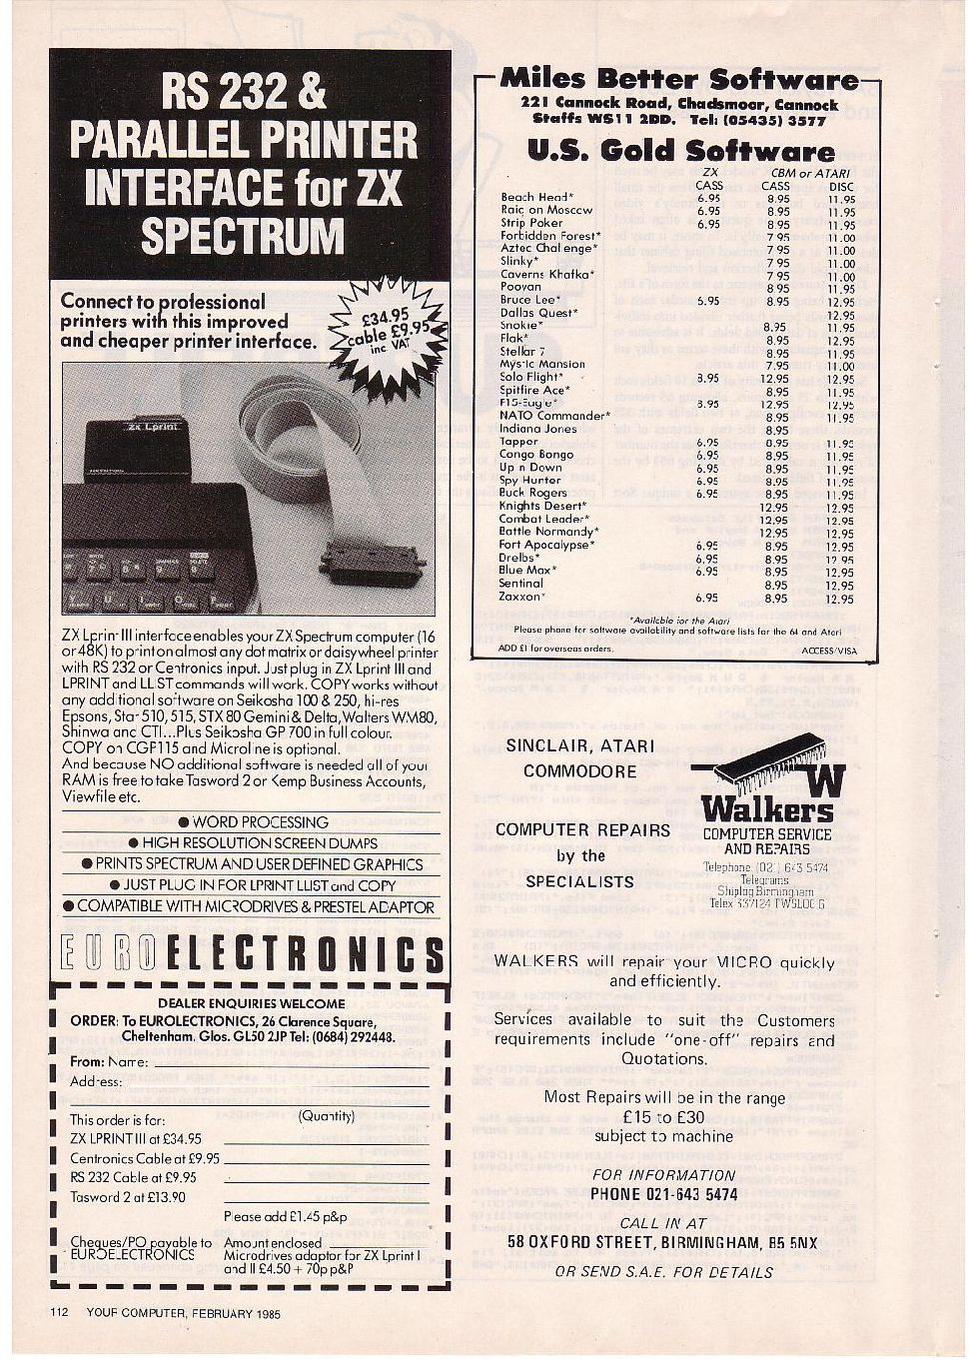 RS 232 &
PARALLEL PRINTER
INTERFACE for ZX
SPECTRUM
Connect to professional
printers with this improved
and cheaper printer interface.
£34.95
cable £9.95
inc VAT
ZX Lprint
ZX Lprint III interface enables your ZX Spectrum computer (16
or 48K) to print on almost any dot matrix or daisywheel printer
with RS 232 or Centronics input. Just plug in ZX Lprint III and
LPRINT and LLIST commands will work. COPY works without
any additional software on Seikosha 100 & 250, hi-res
Epsons, Star 510, 515, STX 80 Gemini & Delta, Walters WM80,
Shinwa and CTI...Plus Seikosha GP 700 in full colour.
COPY on CGP115 and Microline is optional.
And because NO additional software is needed all of your
RAM is free to take Tasword 2 or Kemp Business Accounts,
Viewfile etc.
● WORD PROCESSING
● HIGH RESOLUTION SCREEN DUMPS
● PRINTS SPECTRUM AND USER DEFINED GRAPHICS
● JUST PLUG IN FOR LPRINT LLIST and COPY
● COMPATIBLE WITH MICRODRIVES & PRESTEL ADAPTOR
EUROELECTRONICS
DEALER ENQUIRIES WELCOME
ORDER: To EUROLECTRONICS, 26 Clarence Square,
Cheltenham. Glos. GL50 2JP Tel: (0684) 292448.
From: Name:
Address:
This order is for: (Quantity)
ZX LPRINT III at £34.95
Centronics Cable at £9.95
RS 232 Cable at £9.95
Tasword 2 at £13.90
Please add £1.45 p&p
Cheques/PO payable to Amount enclosed
EUROELECTRONICS Microdrives adaptor for ZX Lprint I
and II £4.50 + 70p p&P
Miles Better Software
221 Cannock Road, Chadsmoor, Cannock
Staffs WS11 2DD. Tel: (05435) 3577
U.S. Gold Software
ZX CBM or ATARI
CASS CASS DISC
Beach Head* 6.95 8.95 11.95
Raid on Moscow 6.95 8.95 11.95
Strip Poker 6.95 8.95 11.95
Forbidden Forest* 7 95 11.00
Aztec Challenge* 7 95 11.00
Slinky* 7 95 11.00
Caverns Khafka* 7 95 11.00
Pooyan 8 95 11.95
Bruce Lee* 6.95 8.95 12.95
Dallas Quest* 12.95
Snokie* 8.95 11.95
Flak* 8.95 12.95
Stellar 7 8.95 11.95
Mystic Mansion 7.95 11.00
Solo Flight* 12.95 12.95
Spitfire Ace* 8.95 11.95
F15-Eagle* 12.95 12.95
NATO Commander* 8.95 11.95
Indiana Jones 8.95
Tapper 6.95 11.95
Congo Bongo 6.95 8.95 11.95
Up n Down 6.95 8.95 11.95
Spy Hunter 6.95 8.95 11.95
Buck Rogers 6.95 8.95 11.95
Knights Desert* 12.95 12.95
Combat Leader* 12.95 12.95
Battle Normandy* 12.95 12.95
Fort Apocalypse* 6.95 8.95 12.95
Drelbs* 6.95 8.95 12 95
Blue Max* 6.95 8.95 12.95
Sentinal 8.95 12.95
Zaxxon* 6.95 8.95 12.95
*Available for the Atari
Please phone for software availability and software lists for the 64 and Atari
ADD £1 for overseas orders. ACCESS/VISA
SINCLAIR, ATARI
COMMODORE
COMPUTER REPAIRS
by the
SPECIALISTS
W
Walkers
COMPUTER SERVICE
AND REPAIRS
Telephone (021) 643 5474
Telegrams
Shiplog Birmingham
Telex 337124 TWSLOC G
WALKERS will repair your MICRO quickly
and efficiently.
Services available to suit the Customers
requirements include "one-off" repairs and
Quotations.
Most Repairs will be in the range
£15 to £30
subject to machine
FOR INFORMATION
PHONE 021-643 5474
CALL IN AT
58 OXFORD STREET, BIRMINGHAM, B5 5NX
OR SEND S.A.E. FOR DETAILS
112 YOUR COMPUTER, FEBRUARY 1985